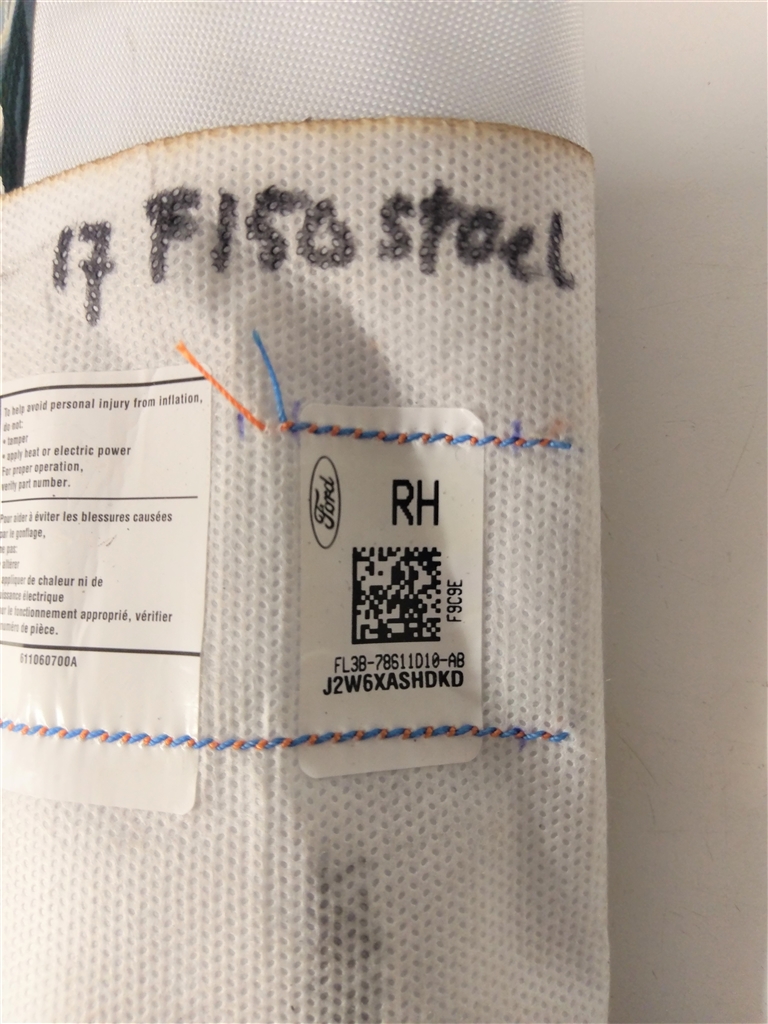 17 F150 stael
To help avoid personal injury from inflation,
do not:
• tamper
• apply heat or electric power
For proper operation,
verify part number.
Pour aider à éviter les blessures causées
par le gonflage,
ne pas:
altérer
appliquer de chaleur ni de
puissance électrique
le fonctionnement approprié, vérifier
numéro de pièce.
611060700A
Ford
RH
F9C9E
FL3B-78611D10-AB
J2W6XASHDKD